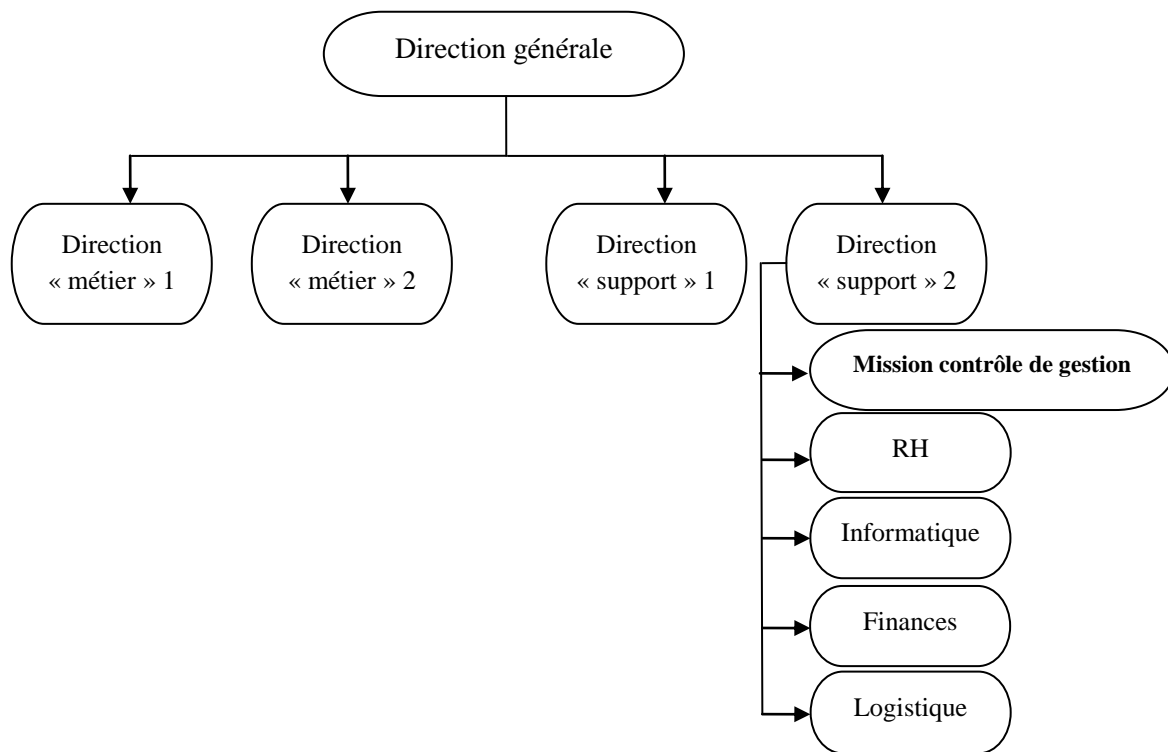 Direction générale
Direction
« métier » 1
Direction
« métier » 2
Direction
« support » 1
Direction
« support » 2
Mission contrôle de gestion
RH
Informatique
Finances
Logistique